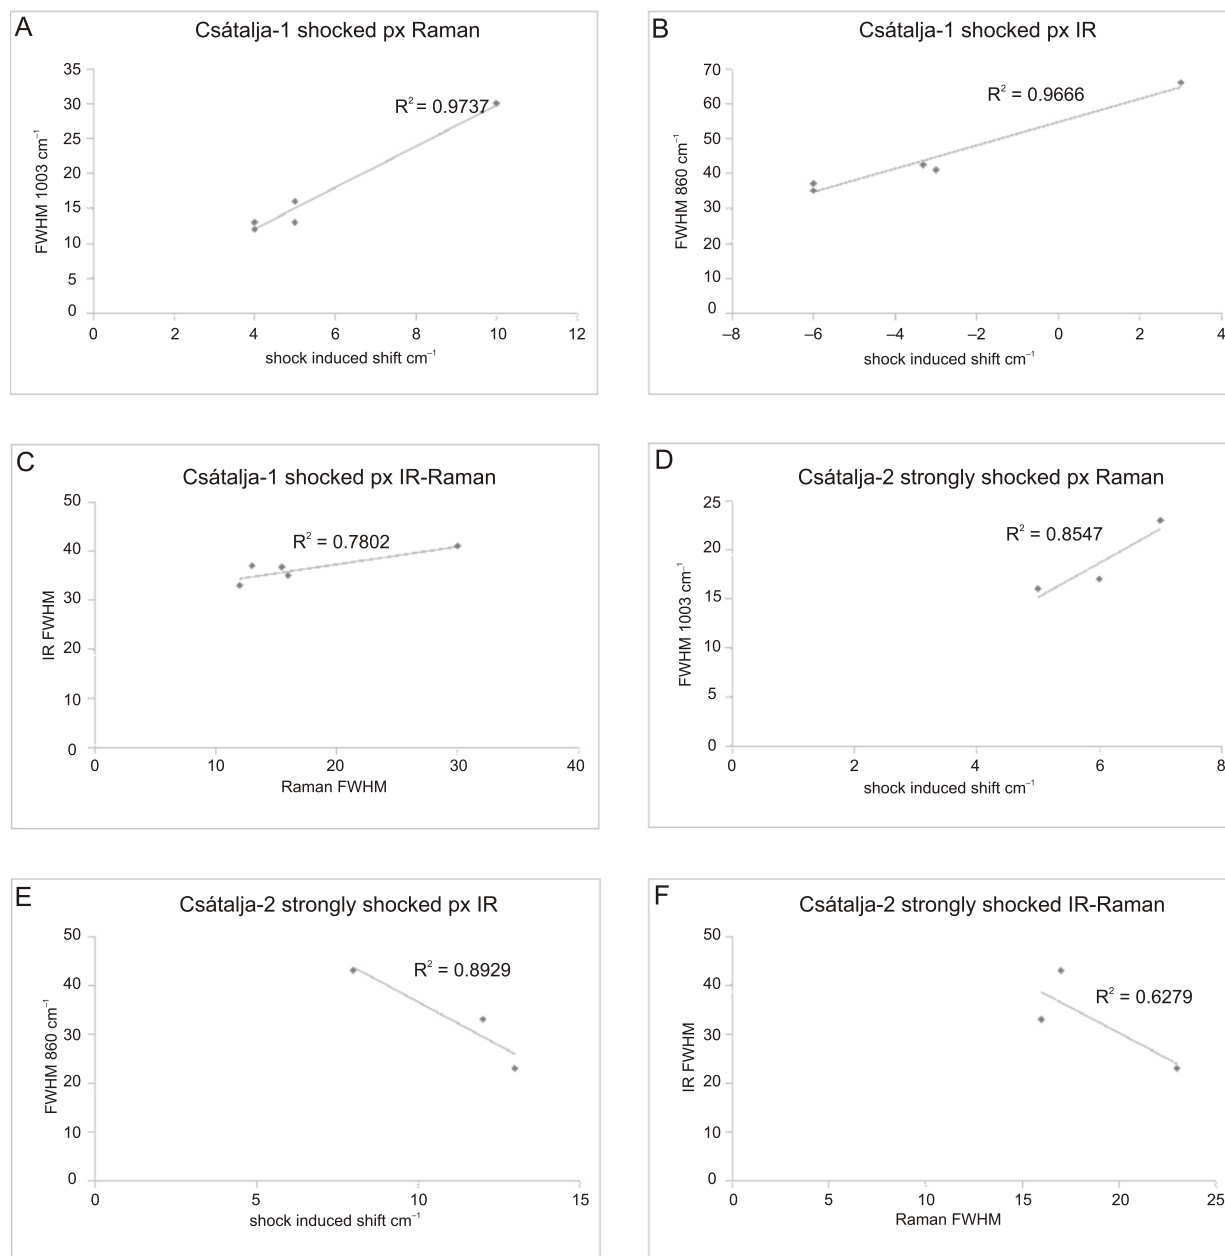 A
Csátalja-1 shocked px Raman
35
30
25
20
15
10
5
0
R² = 0.9737
FWHM 1003 cm⁻¹
0 2 4 6 8 10 12
shock induced shift cm⁻¹
B
Csátalja-1 shocked px IR
70
60
50
40
30
20
10
0
R² = 0.9666
FWHM 860 cm⁻¹
–8 –6 –4 –2 0 2 4
shock induced shift cm⁻¹
C
Csátalja-1 shocked px IR-Raman
50
40
30
20
10
0
R² = 0.7802
IR FWHM
0 10 20 30 40
Raman FWHM
D
Csátalja-2 strongly shocked px Raman
25
20
15
10
5
0
R² = 0.8547
FWHM 1003 cm⁻¹
0 2 4 6 8
shock induced shift cm⁻¹
E
Csátalja-2 strongly shocked px IR
50
40
30
20
10
0
R² = 0.8929
FWHM 860 cm⁻¹
0 5 10 15
shock induced shift cm⁻¹
F
Csátalja-2 strongly shocked IR-Raman
50
40
30
20
10
0
R² = 0.6279
IR FWHM
0 5 10 15 20 25
Raman FWHM